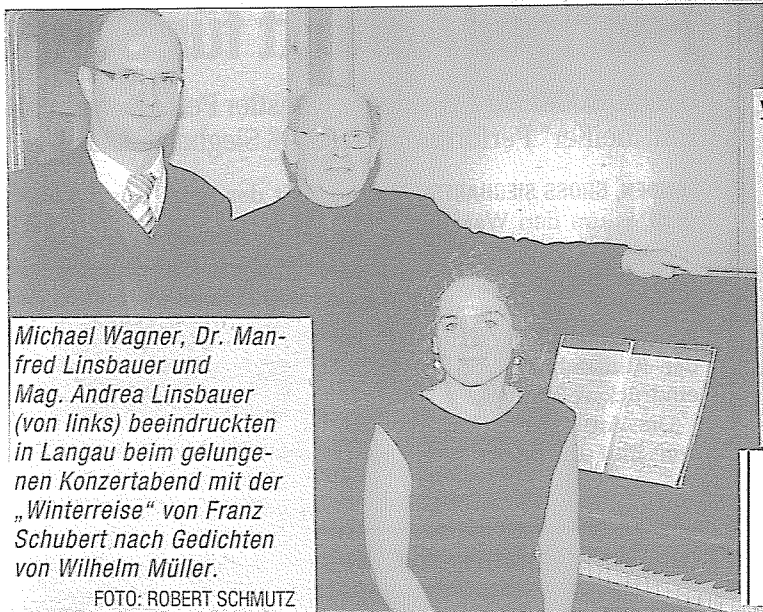 Michael Wagner, Dr. Man-
fred Linsbauer und
Mag. Andrea Linsbauer
(von links) beeindruckten
in Langau beim gelunge-
nen Konzertabend mit der
„Winterreise“ von Franz
Schubert nach Gedichten
von Wilhelm Müller.
FOTO: ROBERT SCHMUTZ